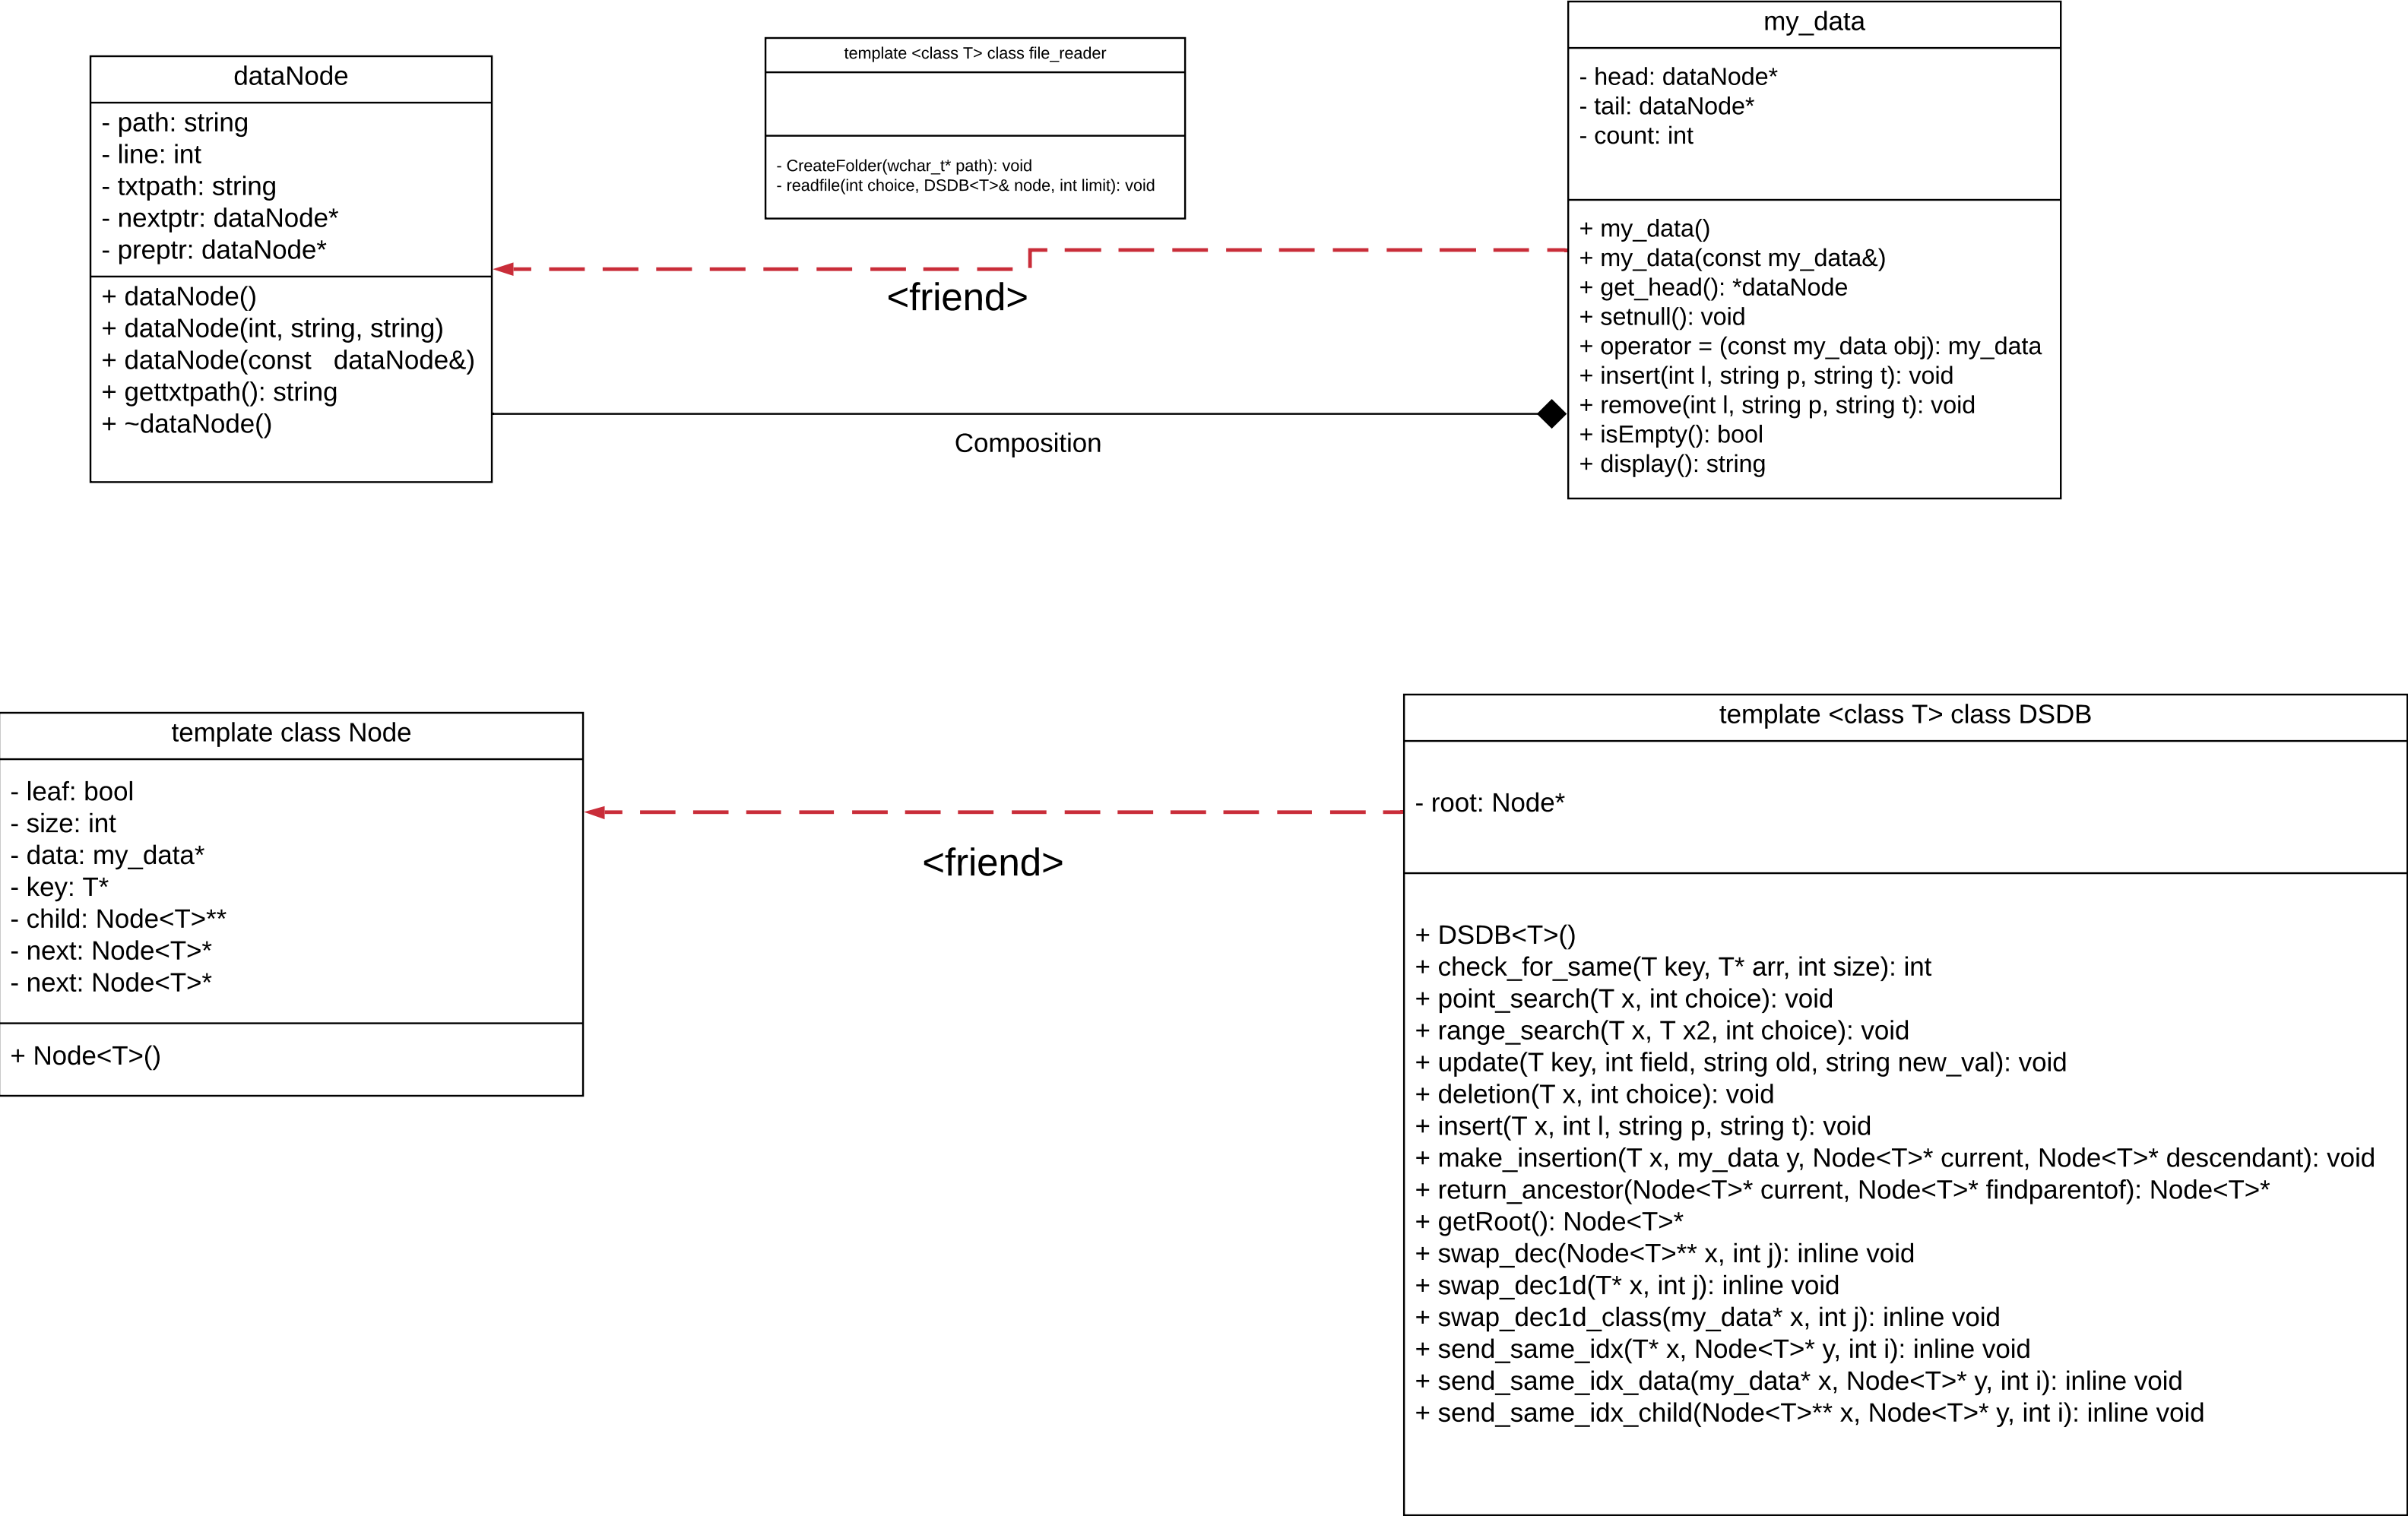 dataNode
- path: string
- line: int
- txtpath: string
- nextptr: dataNode*
- preptr: dataNode*
+ dataNode()
+ dataNode(int, string, string)
+ dataNode(const   dataNode&)
+ gettxtpath(): string
+ ~dataNode()
template <class T> class file_reader
- CreateFolder(wchar_t* path): void
- readfile(int choice, DSDB<T>& node, int limit): void
<friend>
Composition
my_data
- head: dataNode*
- tail: dataNode*
- count: int
+ my_data()
+ my_data(const my_data&)
+ get_head(): *dataNode
+ setnull(): void
+ operator = (const my_data obj): my_data
+ insert(int l, string p, string t): void
+ remove(int l, string p, string t): void
+ isEmpty(): bool
+ display(): string
template class Node
- leaf: bool
- size: int
- data: my_data*
- key: T*
- child: Node<T>**
- next: Node<T>*
- next: Node<T>*
+ Node<T>()
<friend>
template <class T> class DSDB
- root: Node*
+ DSDB<T>()
+ check_for_same(T key, T* arr, int size): int
+ point_search(T x, int choice): void
+ range_search(T x, T x2, int choice): void
+ update(T key, int field, string old, string new_val): void
+ deletion(T x, int choice): void
+ insert(T x, int l, string p, string t): void
+ make_insertion(T x, my_data y, Node<T>* current, Node<T>* descendant): void
+ return_ancestor(Node<T>* current, Node<T>* findparentof): Node<T>*
+ getRoot(): Node<T>*
+ swap_dec(Node<T>** x, int j): inline void
+ swap_dec1d(T* x, int j): inline void
+ swap_dec1d_class(my_data* x, int j): inline void
+ send_same_idx(T* x, Node<T>* y, int i): inline void
+ send_same_idx_data(my_data* x, Node<T>* y, int i): inline void
+ send_same_idx_child(Node<T>** x, Node<T>* y, int i): inline void